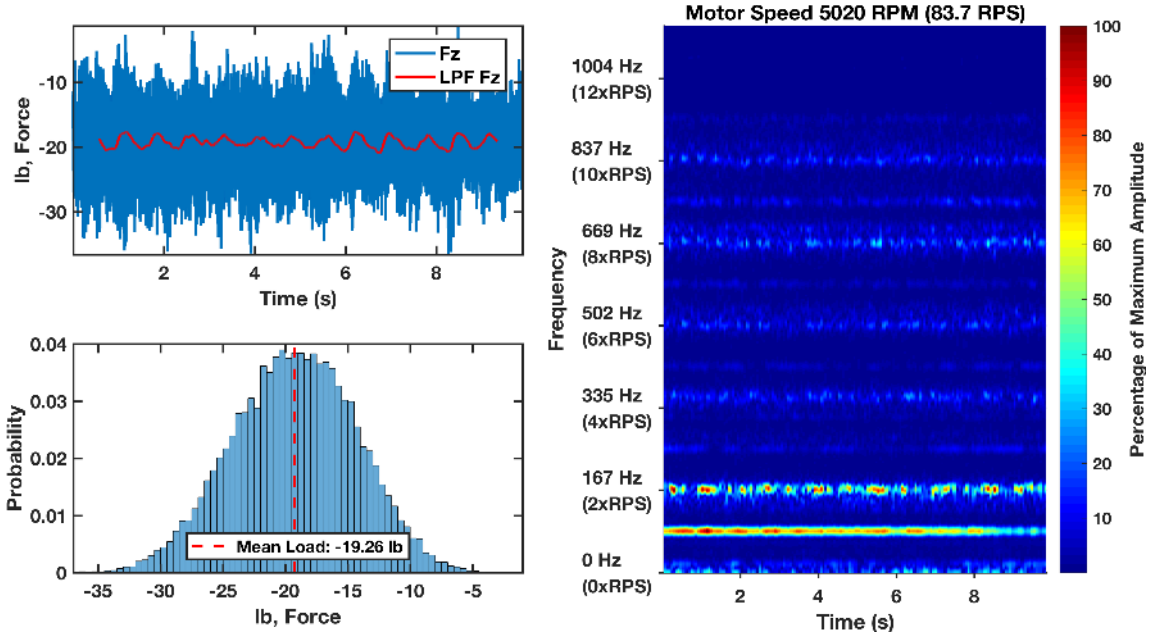 Fz
LPF Fz
-10
-20
-30
lb, Force
2
4
6
8
Time (s)
0.04
0.03
0.02
0.01
0
Probability
Mean Load: -19.26 lb
-35
-30
-25
-20
-15
-10
-5
lb, Force
Motor Speed 5020 RPM (83.7 RPS)
1004 Hz
(12xRPS)
837 Hz
(10xRPS)
669 Hz
(8xRPS)
502 Hz
(6xRPS)
335 Hz
(4xRPS)
167 Hz
(2xRPS)
0 Hz
(0xRPS)
Frequency
2
4
6
8
Time (s)
100
90
80
70
60
50
40
30
20
10
Percentage of Maximum Amplitude